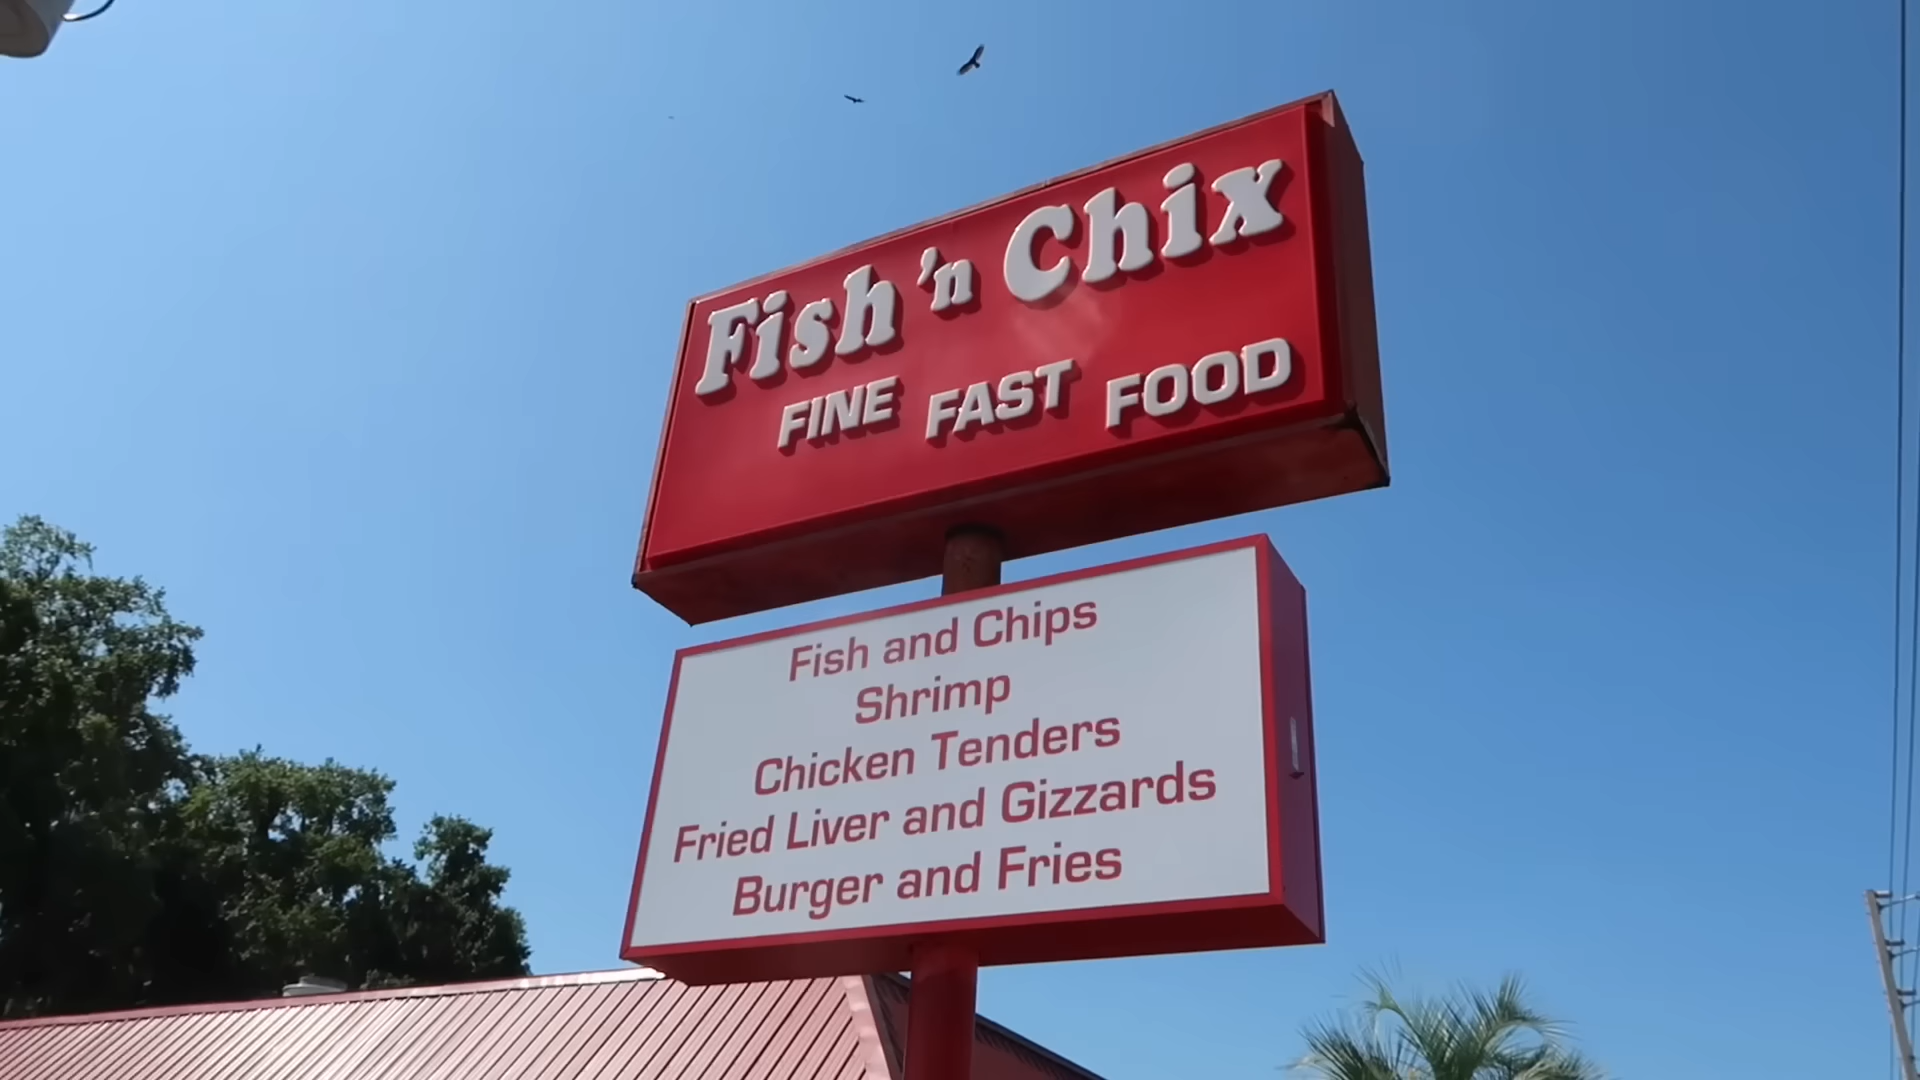 Fish 'n Chix
FINE FAST FOOD
Fish and Chips
Shrimp
Chicken Tenders
Fried Liver and Gizzards
Burger and Fries